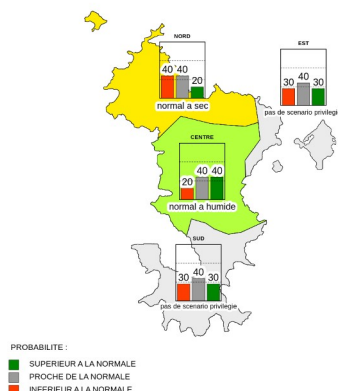 NORD
40 40 20
normal a sec
EST
30 40 30
pas de scenario privilegie
CENTRE
20 40 40
normal a humide
SUD
30 40 30
pas de scenario privilegie
PROBABILITE :
SUPERIEUR A LA NORMALE
PROCHE DE LA NORMALE
INFERIEUR A LA NORMALE